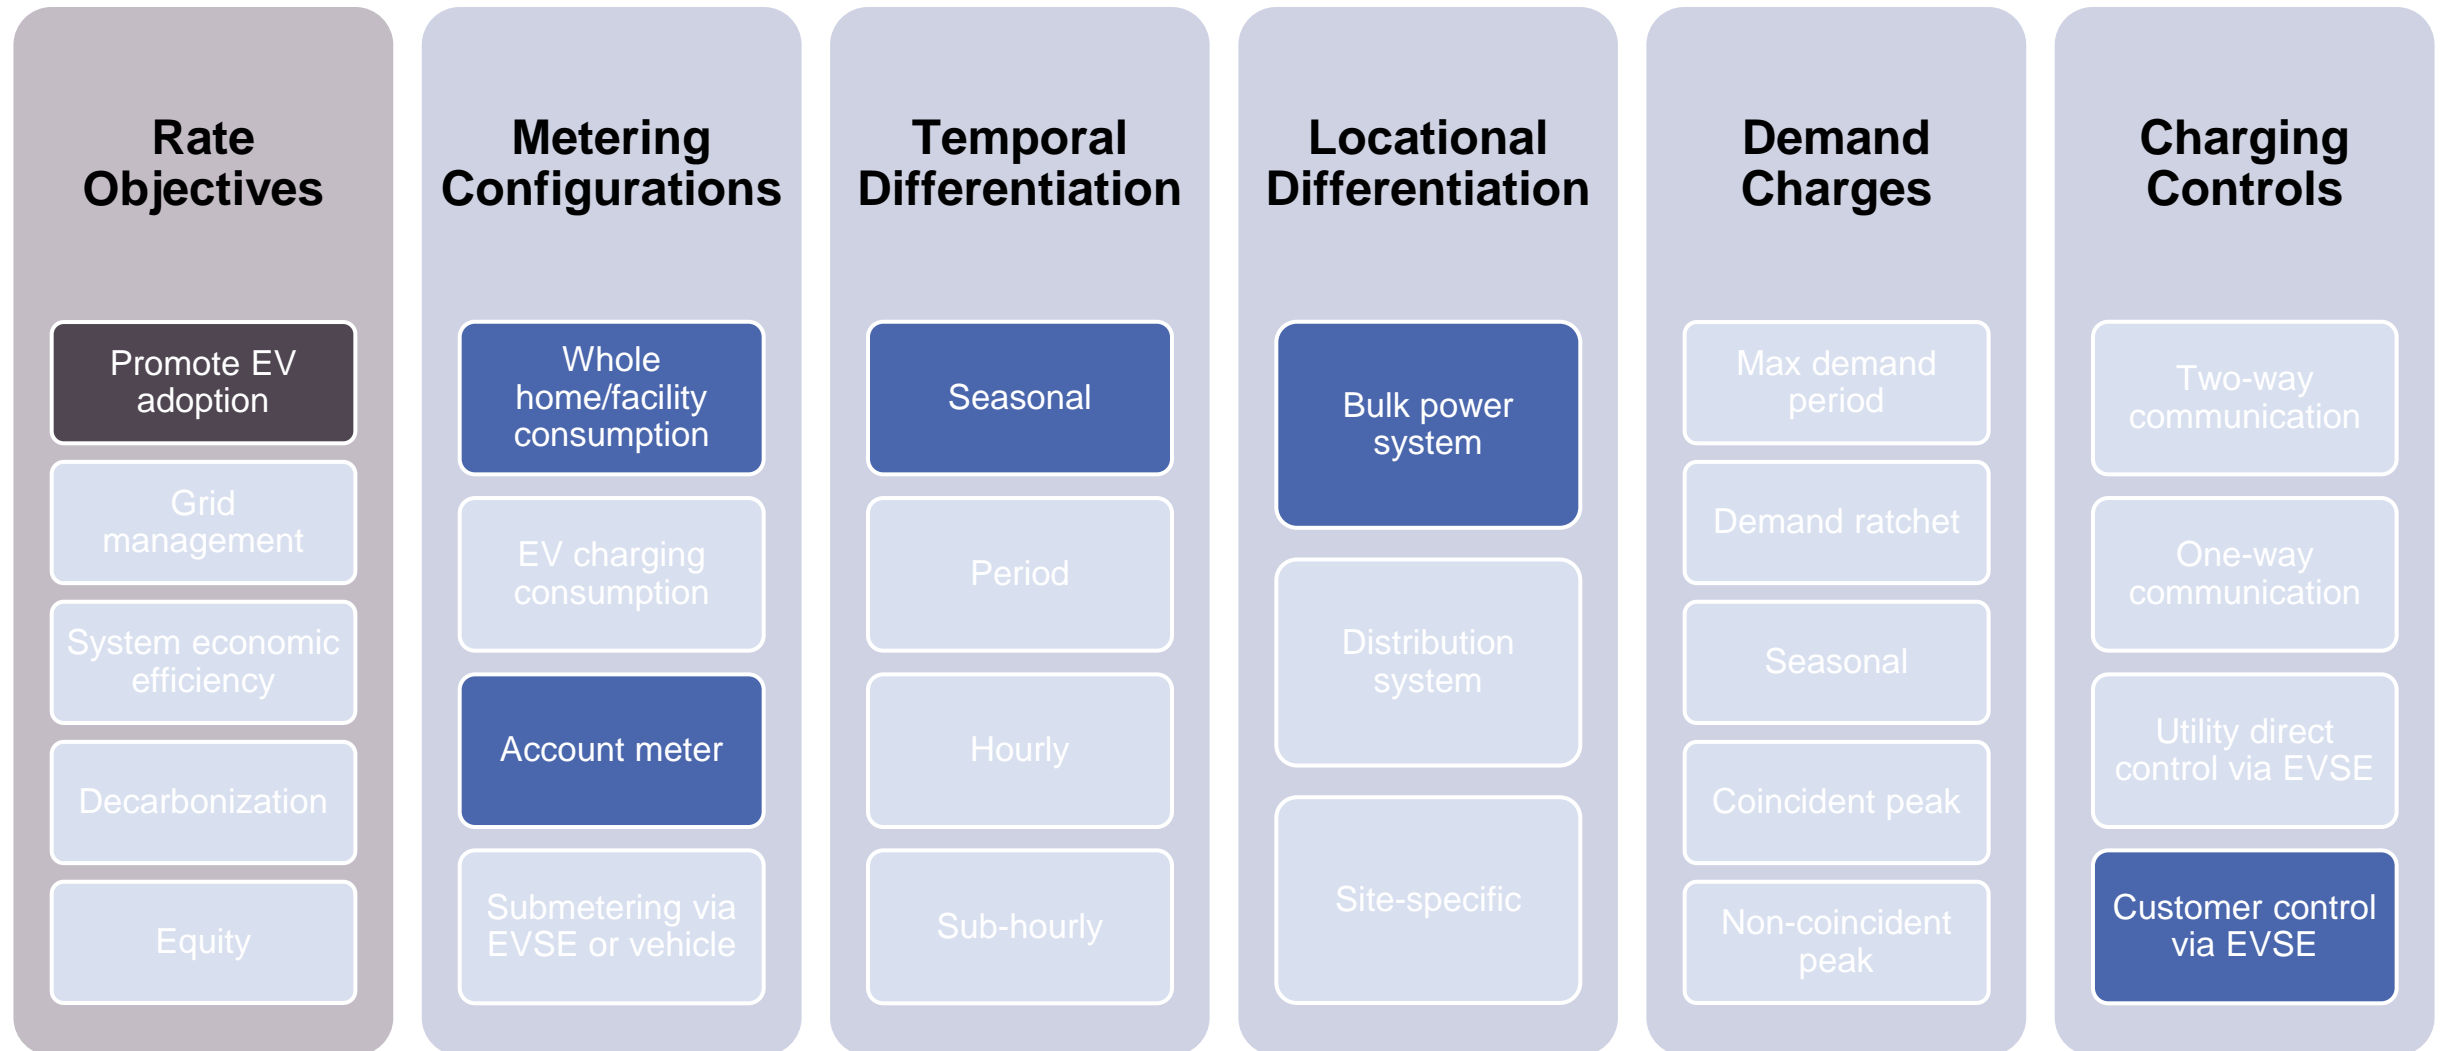 Rate
Objectives
Promote EV
adoption
Grid
management
System economic
efficiency
Decarbonization
Equity
Metering
Configurations
Whole
home/facility
consumption
EV charging
consumption
Account meter
Submetering via
EVSE or vehicle
Temporal
Differentiation
Seasonal
Period
Hourly
Sub-hourly
Locational
Differentiation
Bulk power
system
Distribution
system
Site-specific
Demand
Charges
Max demand
period
Demand ratchet
Seasonal
Coincident peak
Non-coincident
peak
Charging
Controls
Two-way
communication
One-way
communication
Utility direct
control via EVSE
Customer control
via EVSE